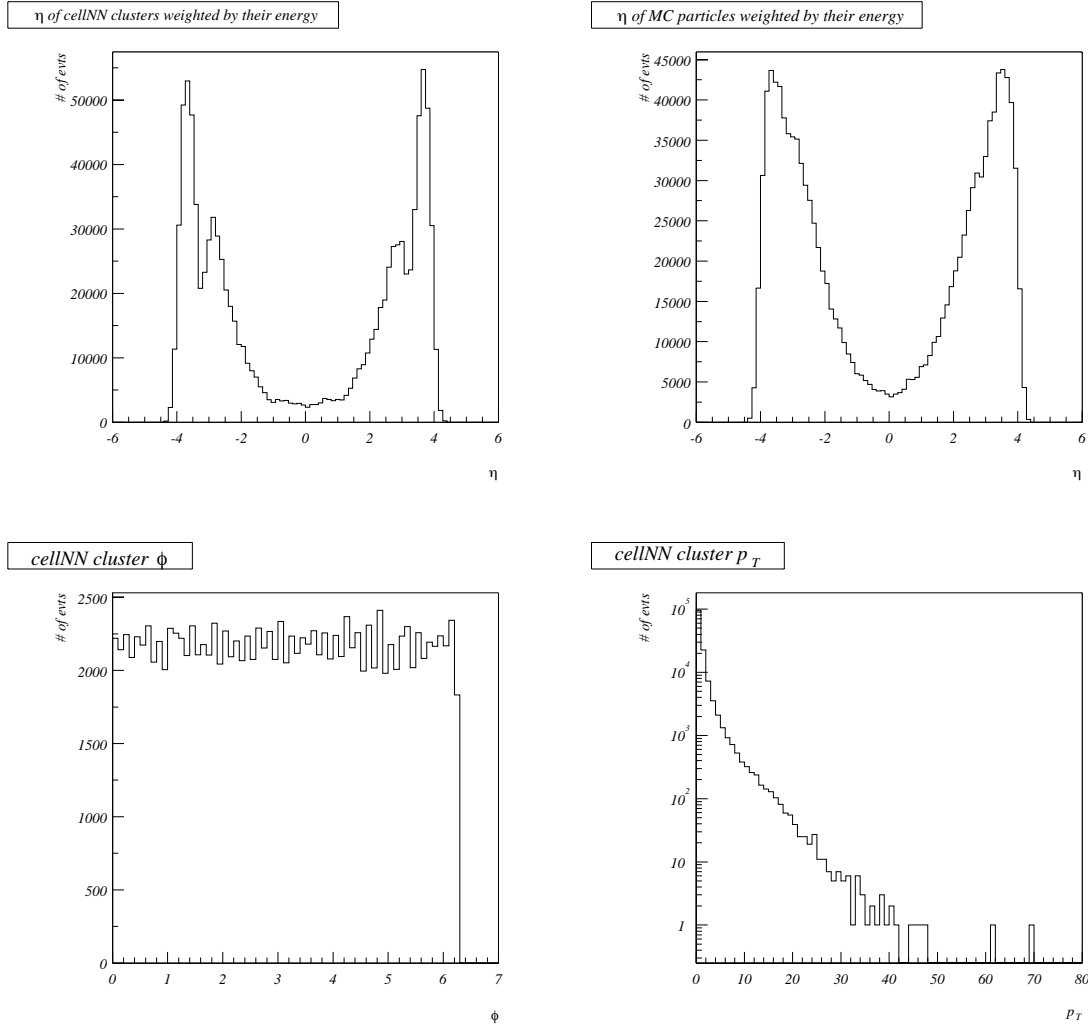 η of cellNN clusters weighted by their energy
# of evts
50000
40000
30000
20000
10000
0
-6 -4 -2 0 2 4 6
η
η of MC particles weighted by their energy
# of evts
45000
40000
35000
30000
25000
20000
15000
10000
5000
0
-6 -4 -2 0 2 4 6
η
cellNN cluster ϕ
# of evts
2500
2000
1500
1000
500
0
0 1 2 3 4 5 6 7
ϕ
cellNN cluster p T
# of evts
10 5
10 4
10 3
10 2
10
1
0 10 20 30 40 50 60 70 80
p T